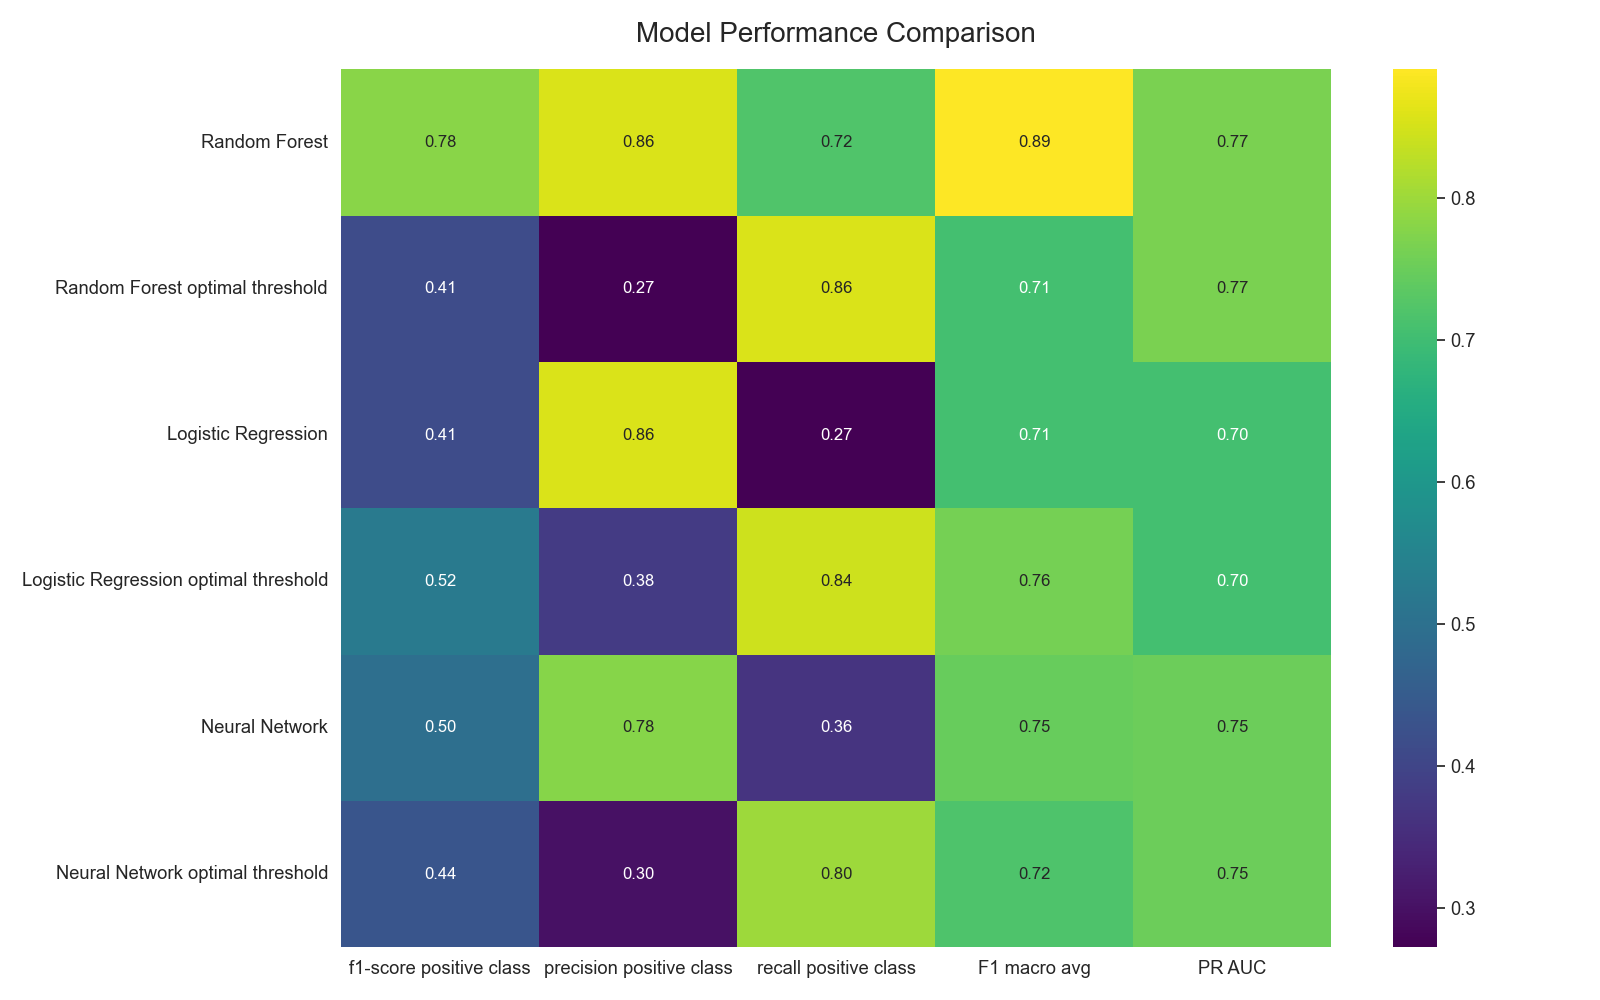 Model Performance Comparison
Random Forest 0.78 0.86 0.72 0.89 0.77
Random Forest optimal threshold 0.41 0.27 0.86 0.71 0.77
Logistic Regression 0.41 0.86 0.27 0.71 0.70
Logistic Regression optimal threshold 0.52 0.38 0.84 0.76 0.70
Neural Network 0.50 0.78 0.36 0.75 0.75
Neural Network optimal threshold 0.44 0.30 0.80 0.72 0.75
f1-score positive class precision positive class recall positive class F1 macro avg PR AUC
0.8
0.7
0.6
0.5
0.4
0.3